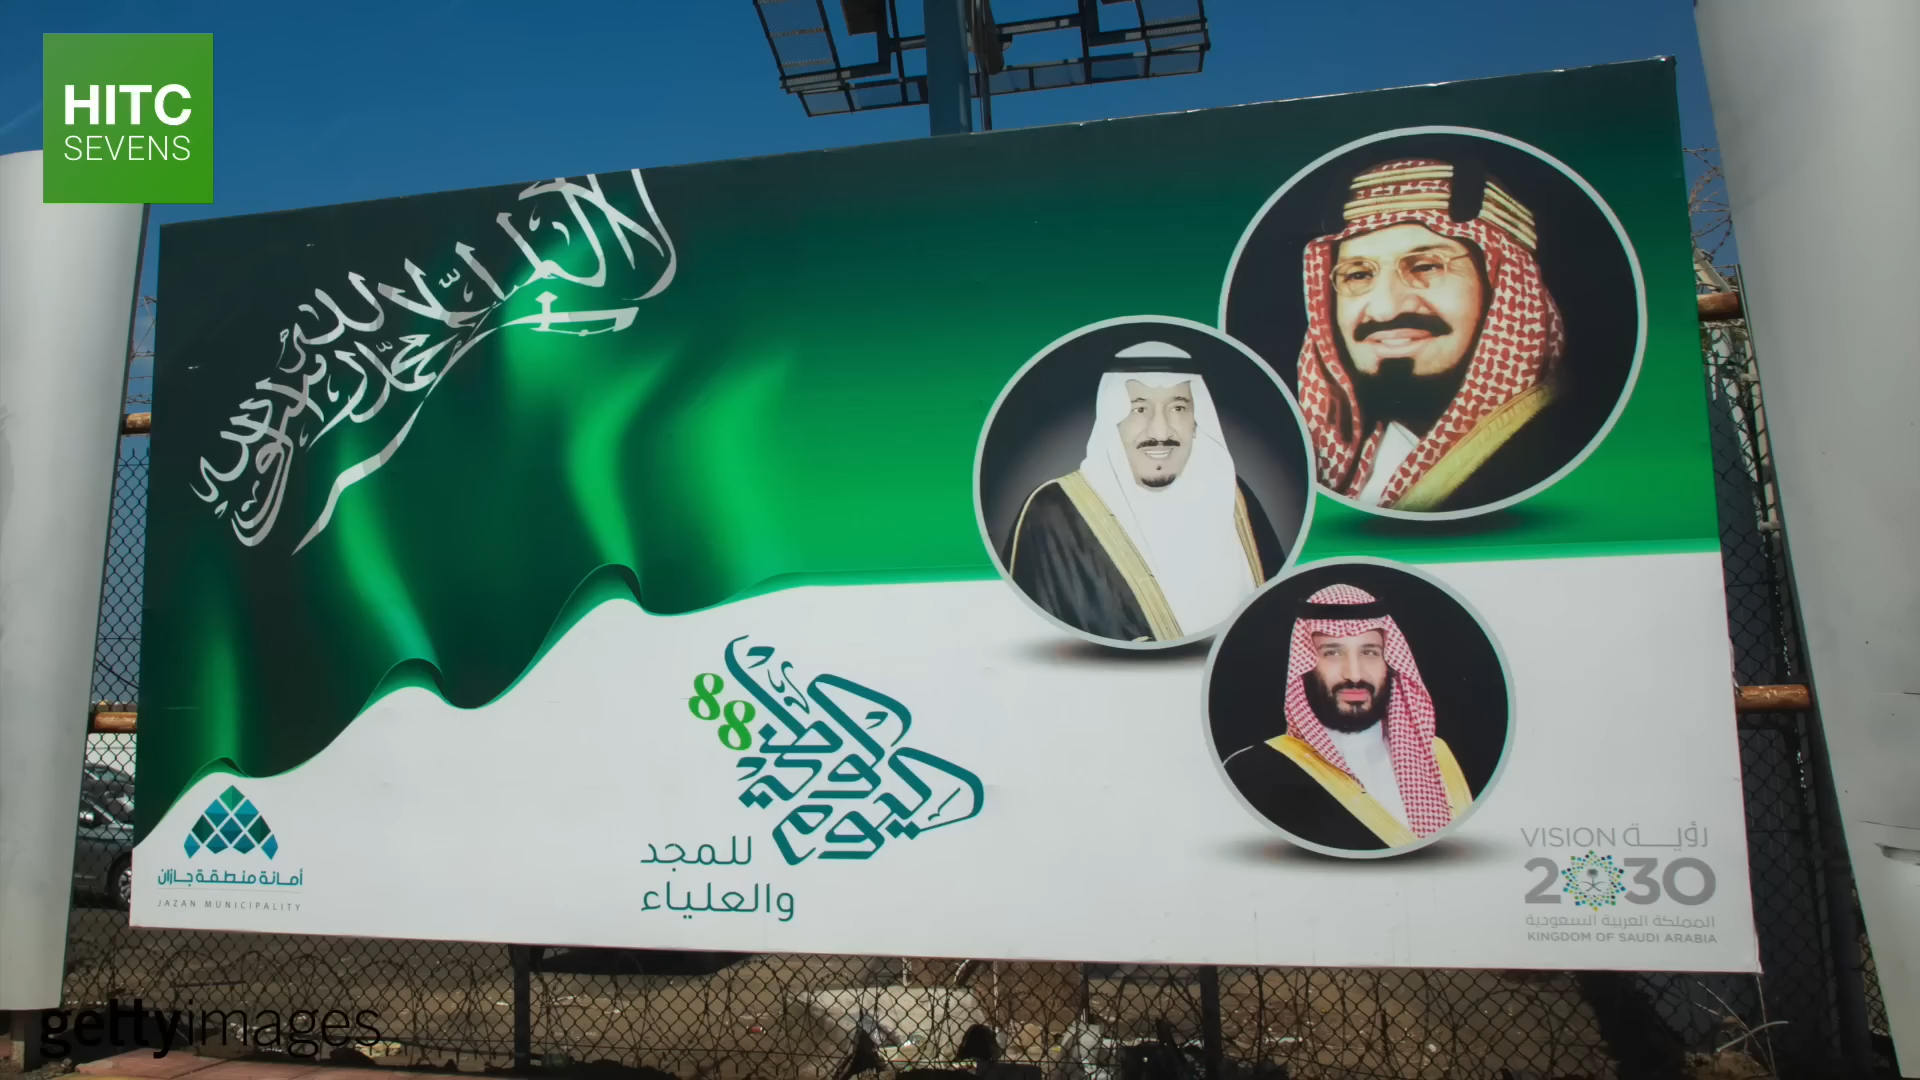 HITC
SEVENS
لا إله إلا الله محمد رسول الله
اليوم الوطني
88
للمجد
والعلياء
أمانة منطقة جازان
JAZAN MUNICIPALITY
VISION رؤيـــة
2030
المملكة العربية السعودية
KINGDOM OF SAUDI ARABIA
gettyimages